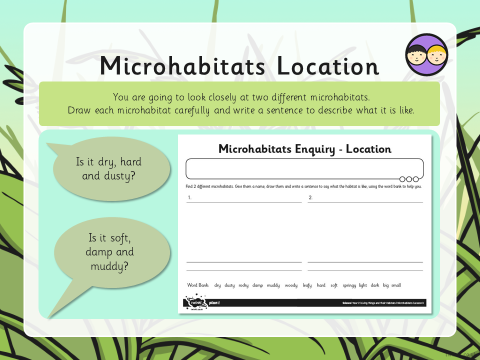 Microhabitats Location
You are going to look closely at two different microhabitats.
Draw each microhabitat carefully and write a sentence to describe what it is like.
Is it dry, hard
and dusty?
Is it soft,
damp and
muddy?
Microhabitats Enquiry - Location
Find 2 different microhabitats. Give them a name, draw them and write a sentence to say what the habitat is like, using the word bank to help you.
1.
2.
Word Bank: dry dusty rocky damp muddy woody leafy hard soft springy light dark big small